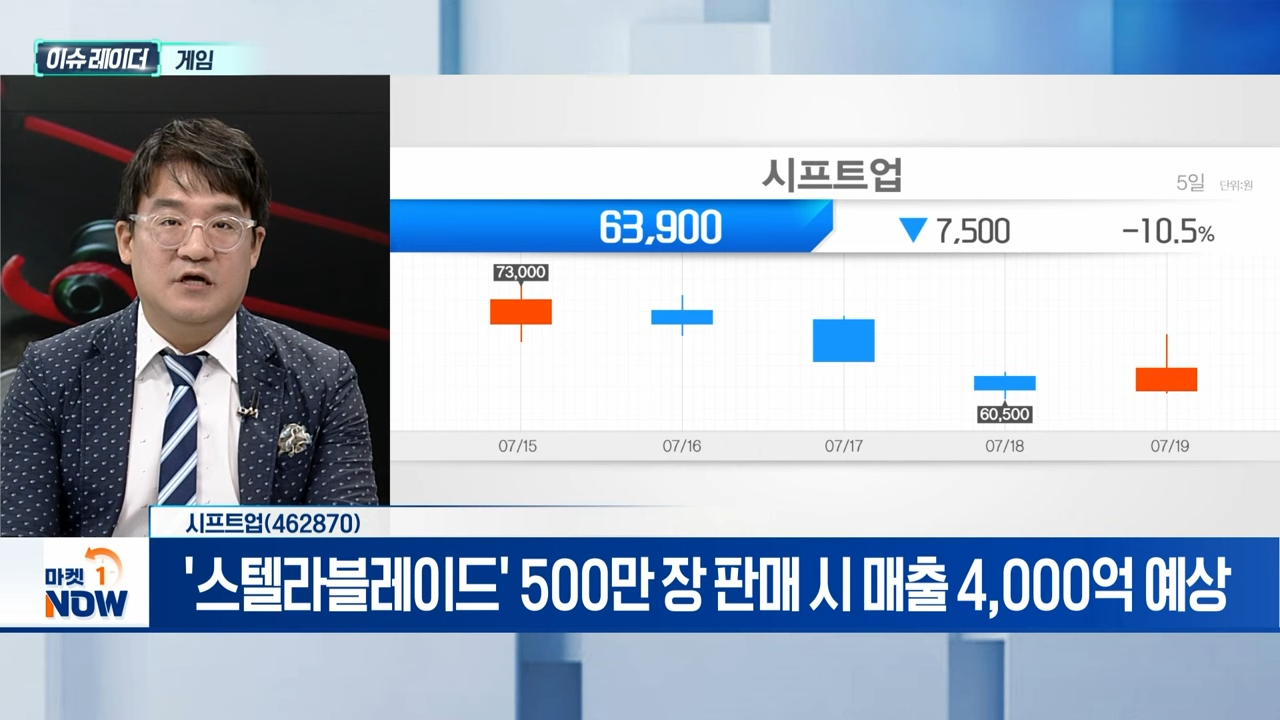 이슈 레이더 게임
시프트업
5일 단위:원
63,900 ▼ 7,500 -10.5%
73,000
60,500
07/15 07/16 07/17 07/18 07/19
시프트업(462870)
마켓 1
NOW
'스텔라블레이드' 500만 장 판매 시 매출 4,000억 예상